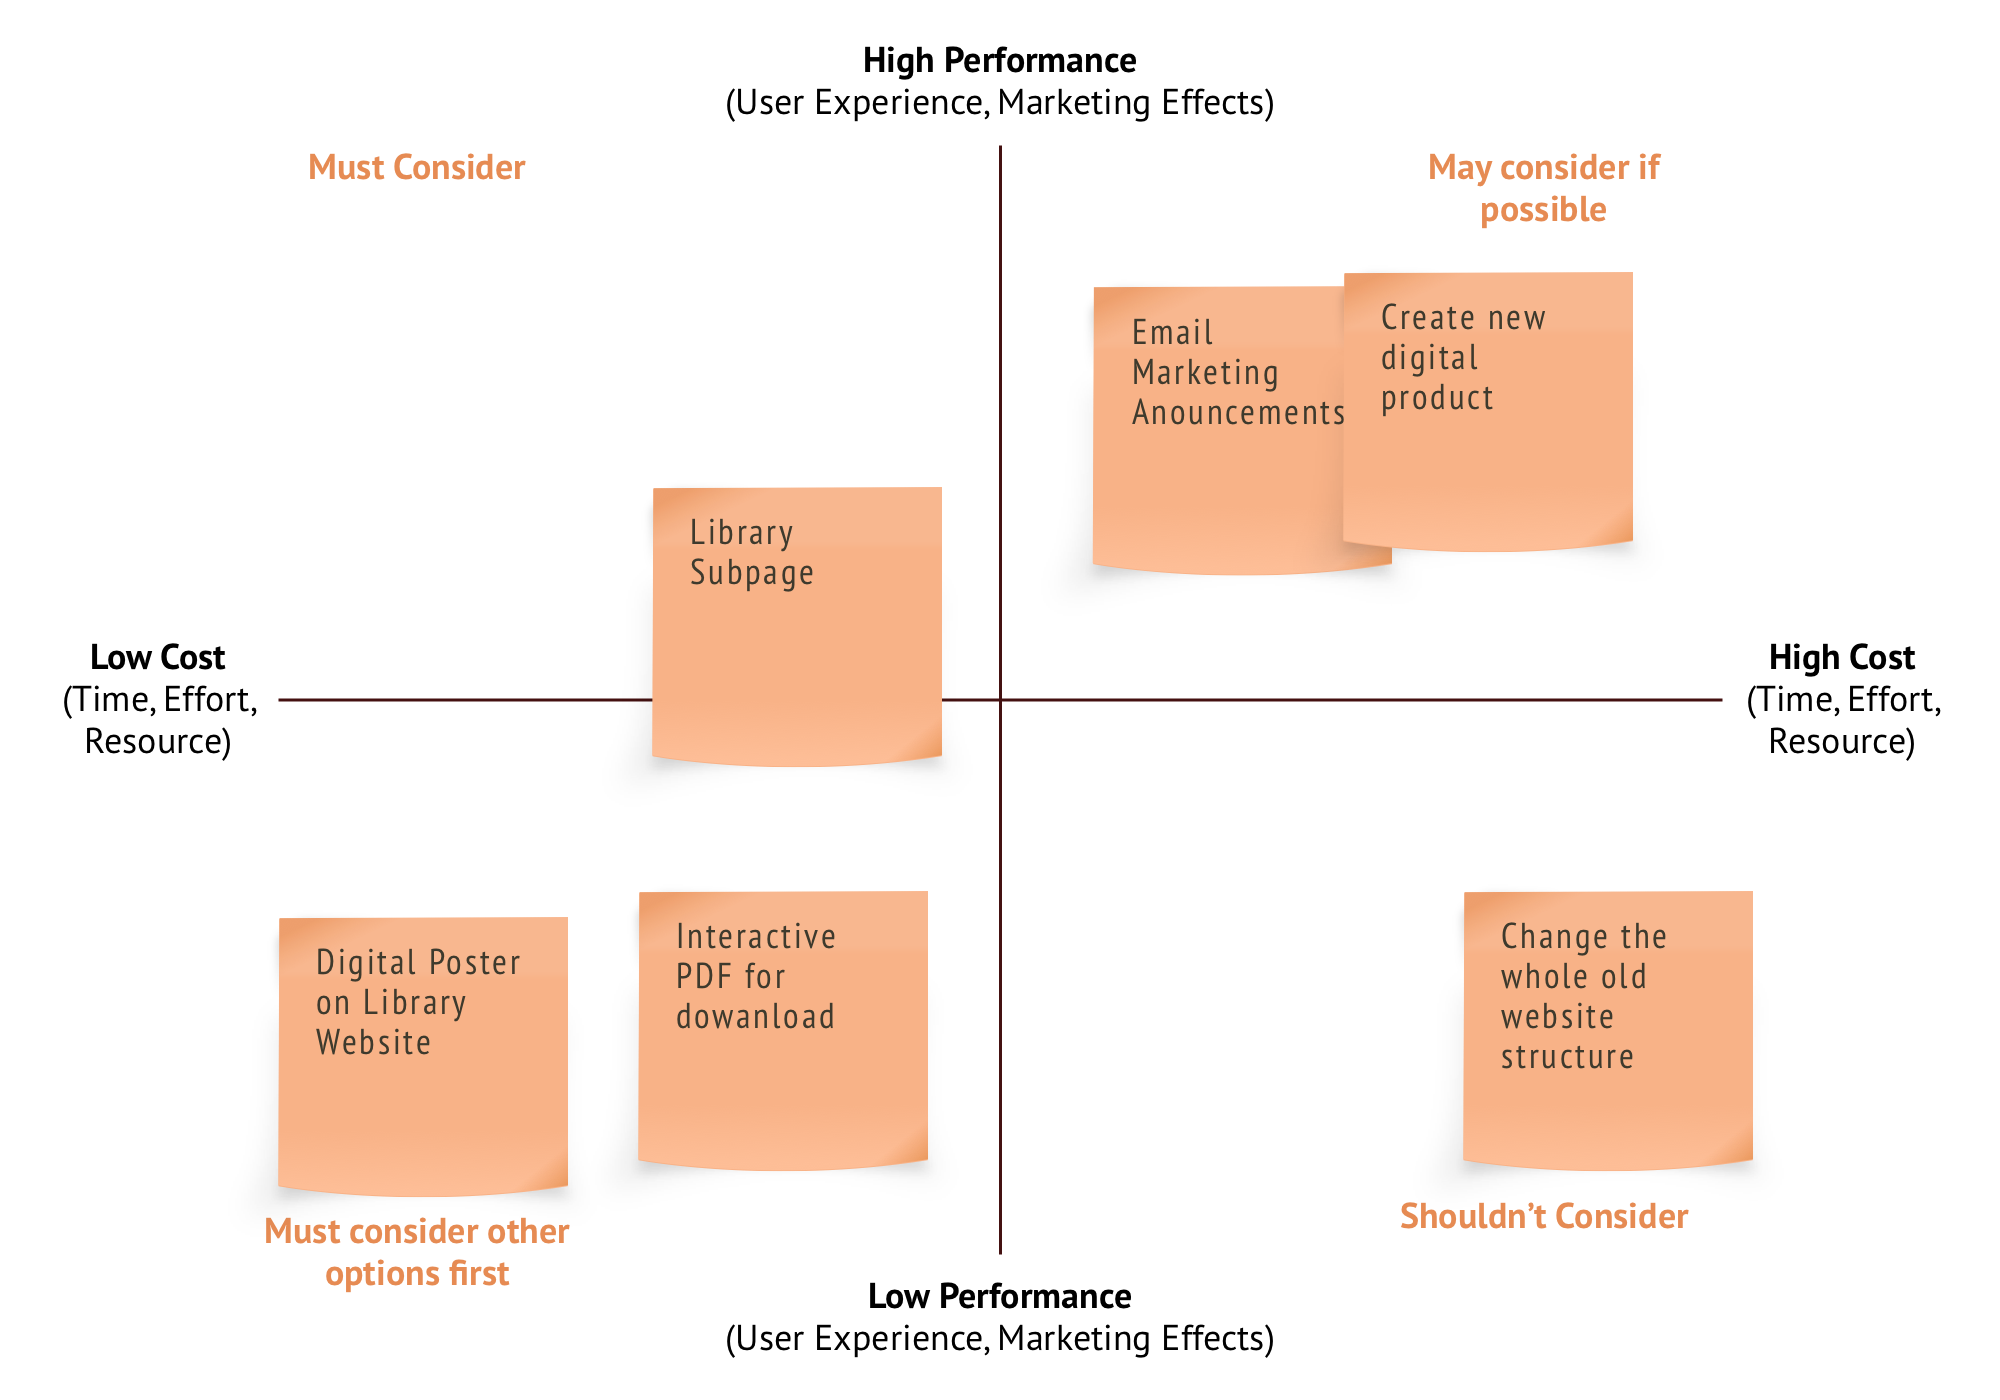 High Performance
(User Experience, Marketing Effects)
Must Consider
May consider if
possible
Email
Marketing
Anouncements
Create new
digital
product
Library
Subpage
Low Cost
(Time, Effort,
Resource)
High Cost
(Time, Effort,
Resource)
Digital Poster
on Library
Website
Interactive
PDF for
dowanload
Change the
whole old
website
structure
Must consider other
options first
Shouldn’t Consider
Low Performance
(User Experience, Marketing Effects)